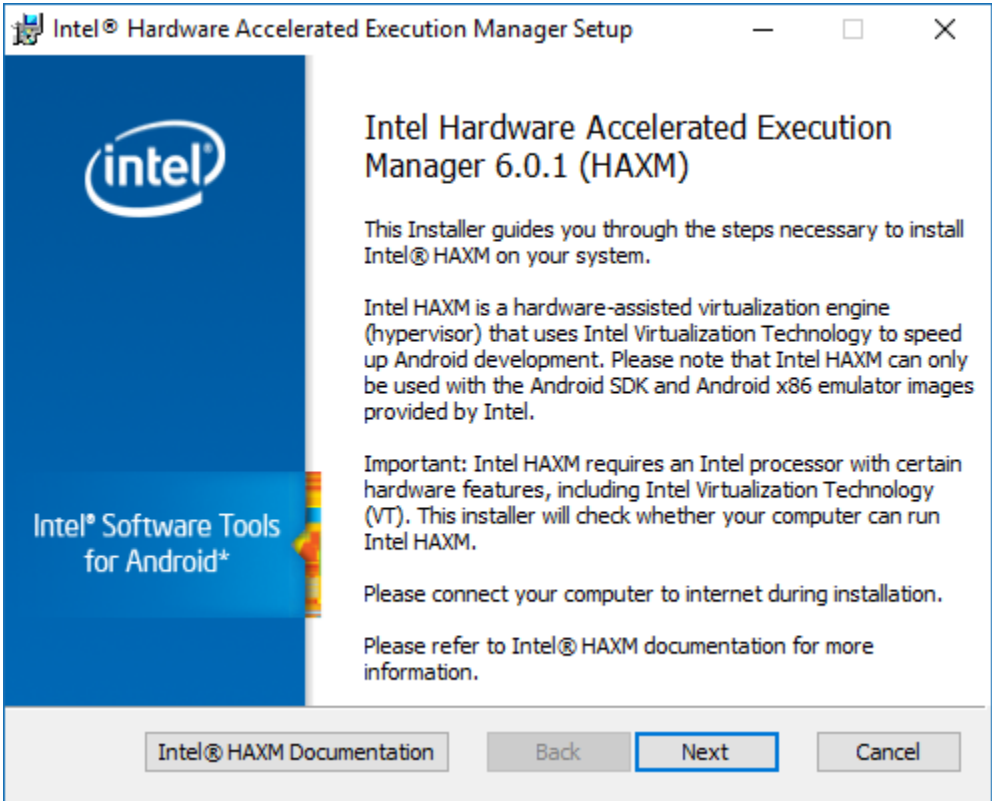 Intel® Hardware Accelerated Execution Manager Setup
intel
Intel Hardware Accelerated Execution
Manager 6.0.1 (HAXM)
This Installer guides you through the steps necessary to install
Intel® HAXM on your system.
Intel HAXM is a hardware-assisted virtualization engine
(hypervisor) that uses Intel Virtualization Technology to speed
up Android development. Please note that Intel HAXM can only
be used with the Android SDK and Android x86 emulator images
provided by Intel.
Important: Intel HAXM requires an Intel processor with certain
hardware features, including Intel Virtualization Technology
(VT). This installer will check whether your computer can run
Intel HAXM.
Please connect your computer to internet during installation.
Please refer to Intel® HAXM documentation for more
information.
Intel® Software Tools
for Android*
Intel® HAXM Documentation
Back
Next
Cancel